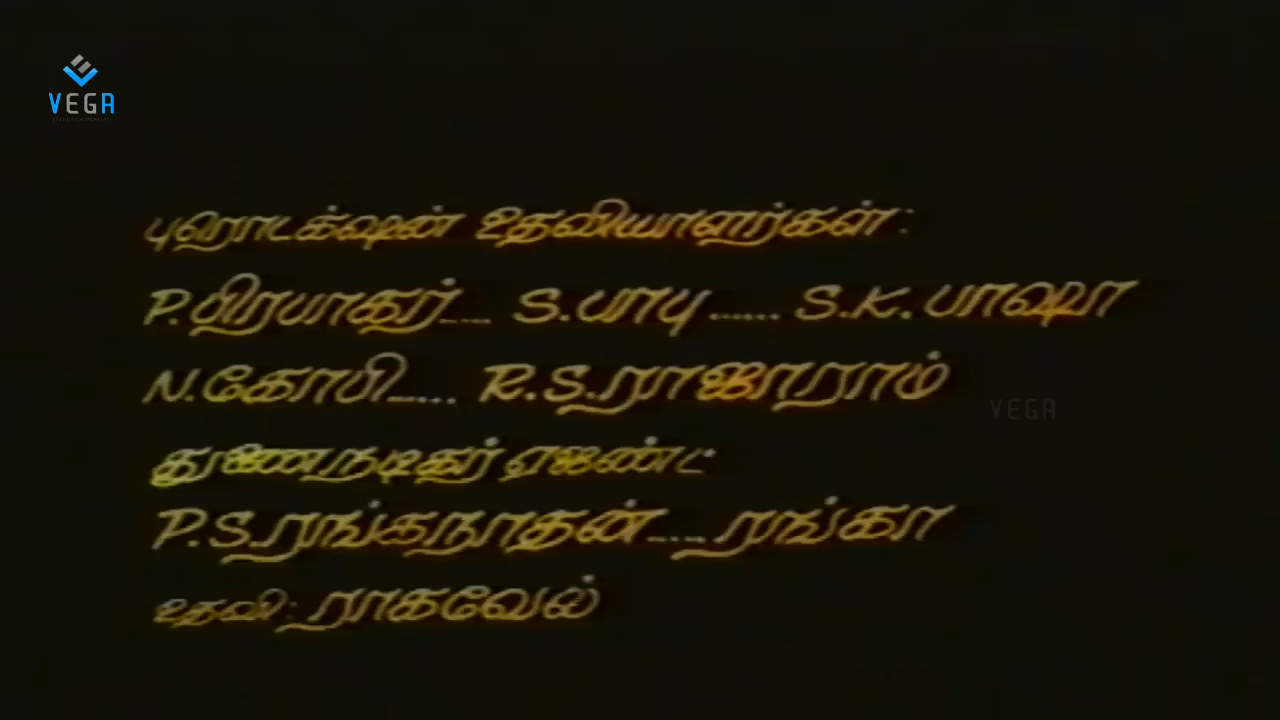 VEGA
புரொடக்ஷன் உதவியாளர்கள்:
P.பிரபாகர்.... S.பாபு...... S.K.பாஷா
N.கோபி..... R.S.ராஜாராம்
துணைநடிகர் ஏஜண்ட்
P.S.ரங்கநாதன்.....ரங்கா
VEGA
உதவி: ராகவேல்